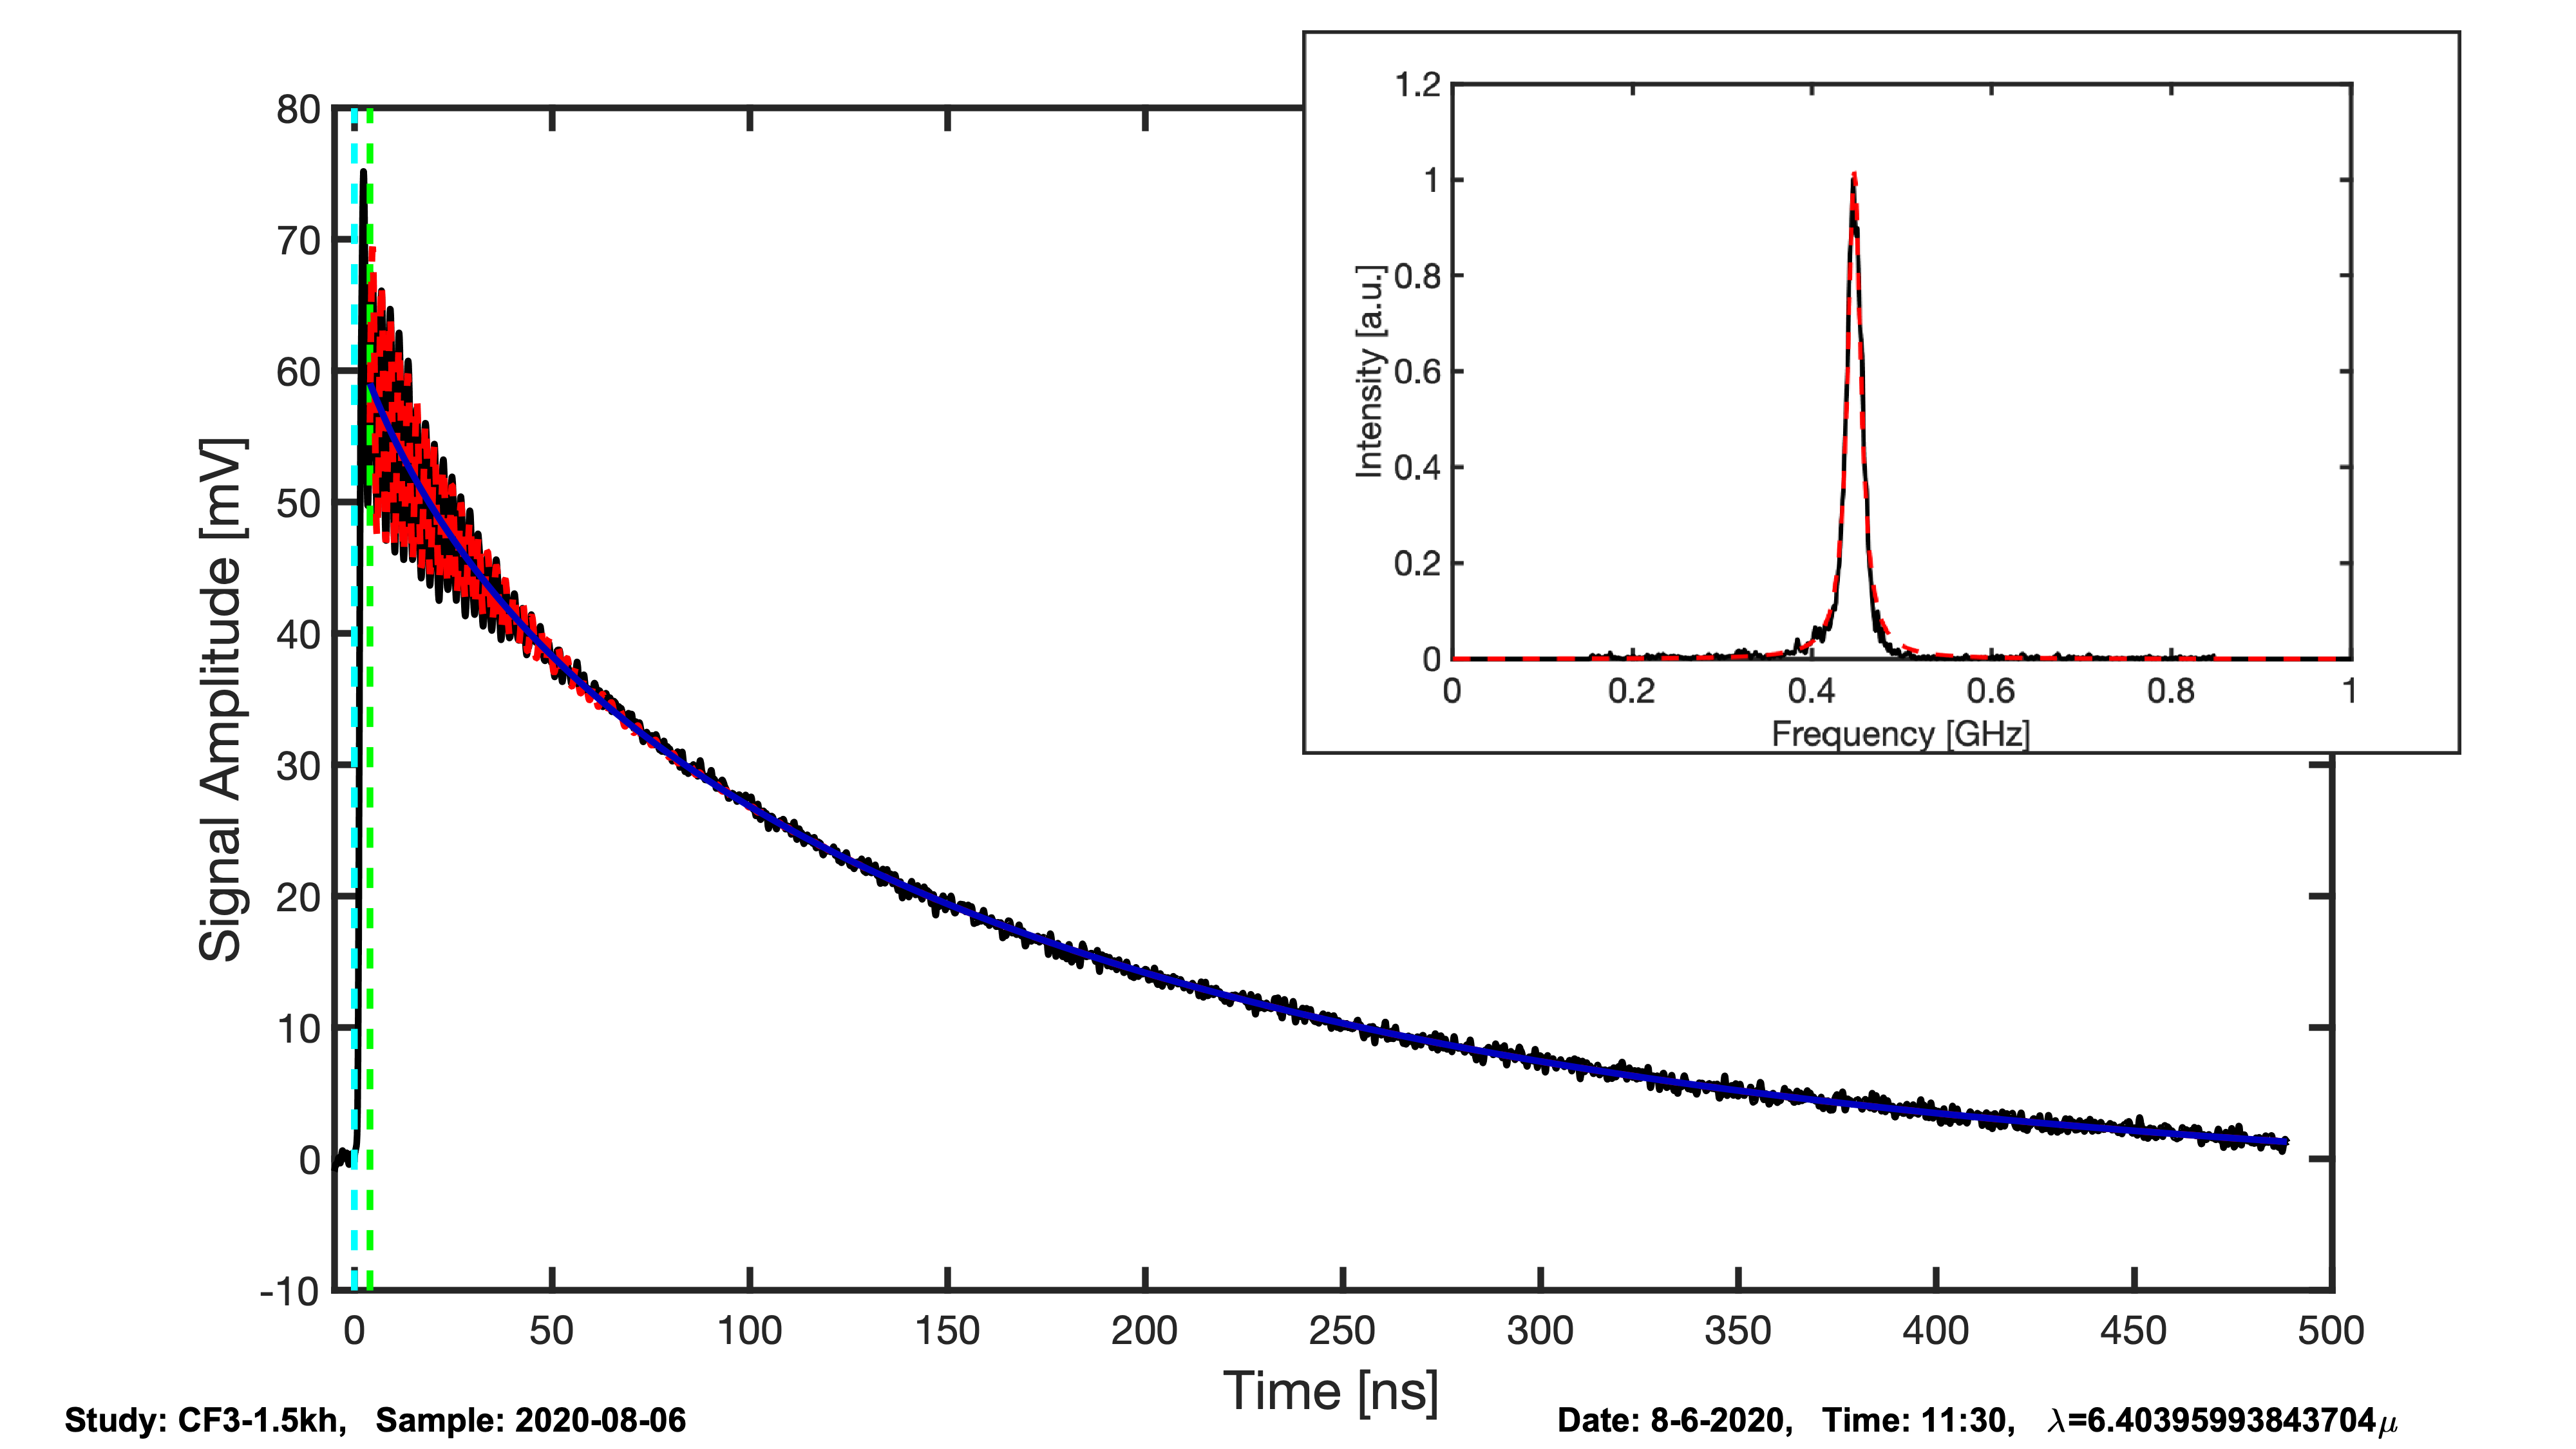 1.2
1
0.8
0.6
0.4
0.2
0
Intensity [a.u.]
0 0.2 0.4 0.6 0.8 1
Frequency [GHz]
80
70
60
50
40
30
20
10
0
-10
Signal Amplitude [mV]
0 50 100 150 200 250 300 350 400 450 500
Time [ns]
Study: CF3-1.5kh, Sample: 2020-08-06
Date: 8-6-2020, Time: 11:30, λ=6.40395993843704μ